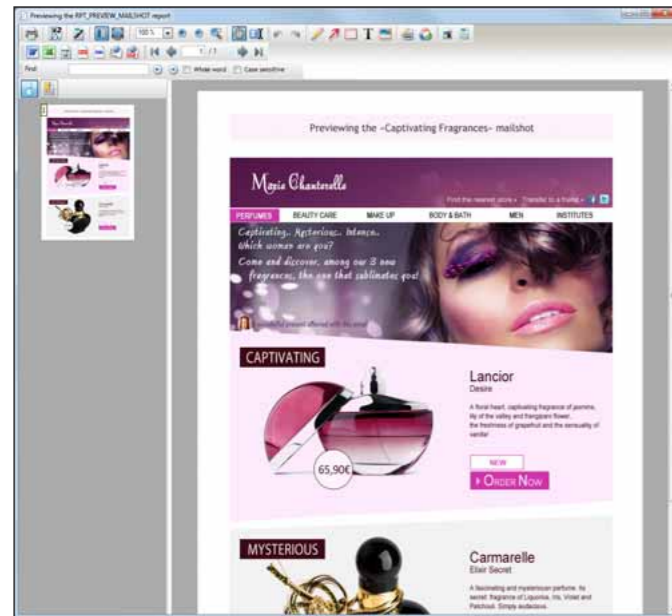 Previewing the RPT_PREVIEW_MAILSHOT report
100 %
1 / 1
Find
Whole word
Case sensitive
Previewing the «Captivating Fragrances» mailshot
Maria Chanterelle
Find the nearest store
Transfer to a friend
PERFUMES
BEAUTY CARE
MAKE UP
BODY & BATH
MEN
INSTITUTES
Captivating.. Mysterious.. Intense..
Which woman are you?
Come and discover, among our 3 new
fragrances, the one that sublimates you!
present offered with this
CAPTIVATING
65,90€
Lancior
Desire
A floral heart, captivating fragrance of jasmine,
lily of the valley and frangipani flower,
the freshness of grapefruit and the sensuality of
vanilla!
NEW
ORDER NOW
MYSTERIOUS
Carmarelle
Elixir Secret
A fascinating and mysterious perfume. Its
secret: fragrance of Liquorice, Iris, Violet and
Patchouli. Simply audacious.